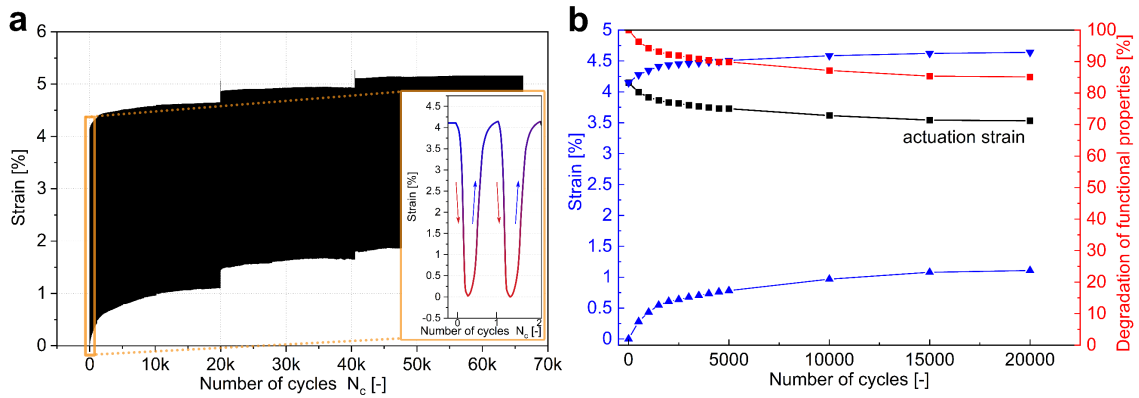 a
6
5
4
3
2
1
0
Strain [%]
0
10k
20k
30k
40k
50k
60k
70k
Number of cycles N_c [-]
4.5
4
3.5
3
2.5
2
1.5
1
0.5
0
-0.5
Strain [%]
0
1
2
Number of cycles N_c [-]
b
5
4.5
4
3.5
3
2.5
2
1.5
1
0.5
0
Strain [%]
actuation strain
100
90
80
70
60
50
40
30
20
10
0
Degradation of functional properties [%]
0
5000
10000
15000
20000
Number of cycles [-]